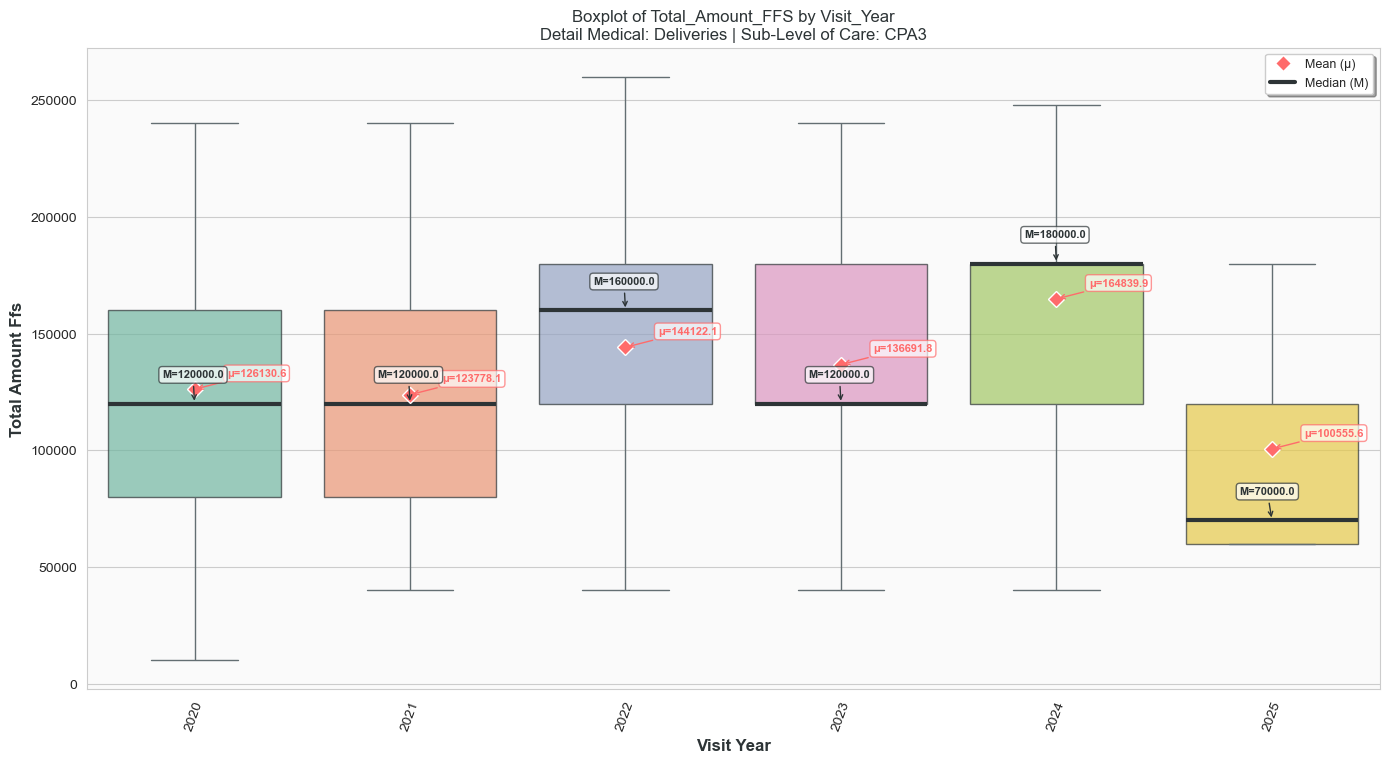 Boxplot of Total_Amount_FFS by Visit_Year
Detail Medical: Deliveries | Sub-Level of Care: CPA3
Mean (μ)
Median (M)
Total Amount Ffs
250000
200000
150000
100000
50000
0
M=120000.0
μ=126130.6
M=120000.0
μ=123778.1
M=160000.0
μ=144122.1
M=120000.0
μ=136691.8
M=180000.0
μ=164839.9
M=70000.0
μ=100555.6
2020
2021
2022
2023
2024
2025
Visit Year